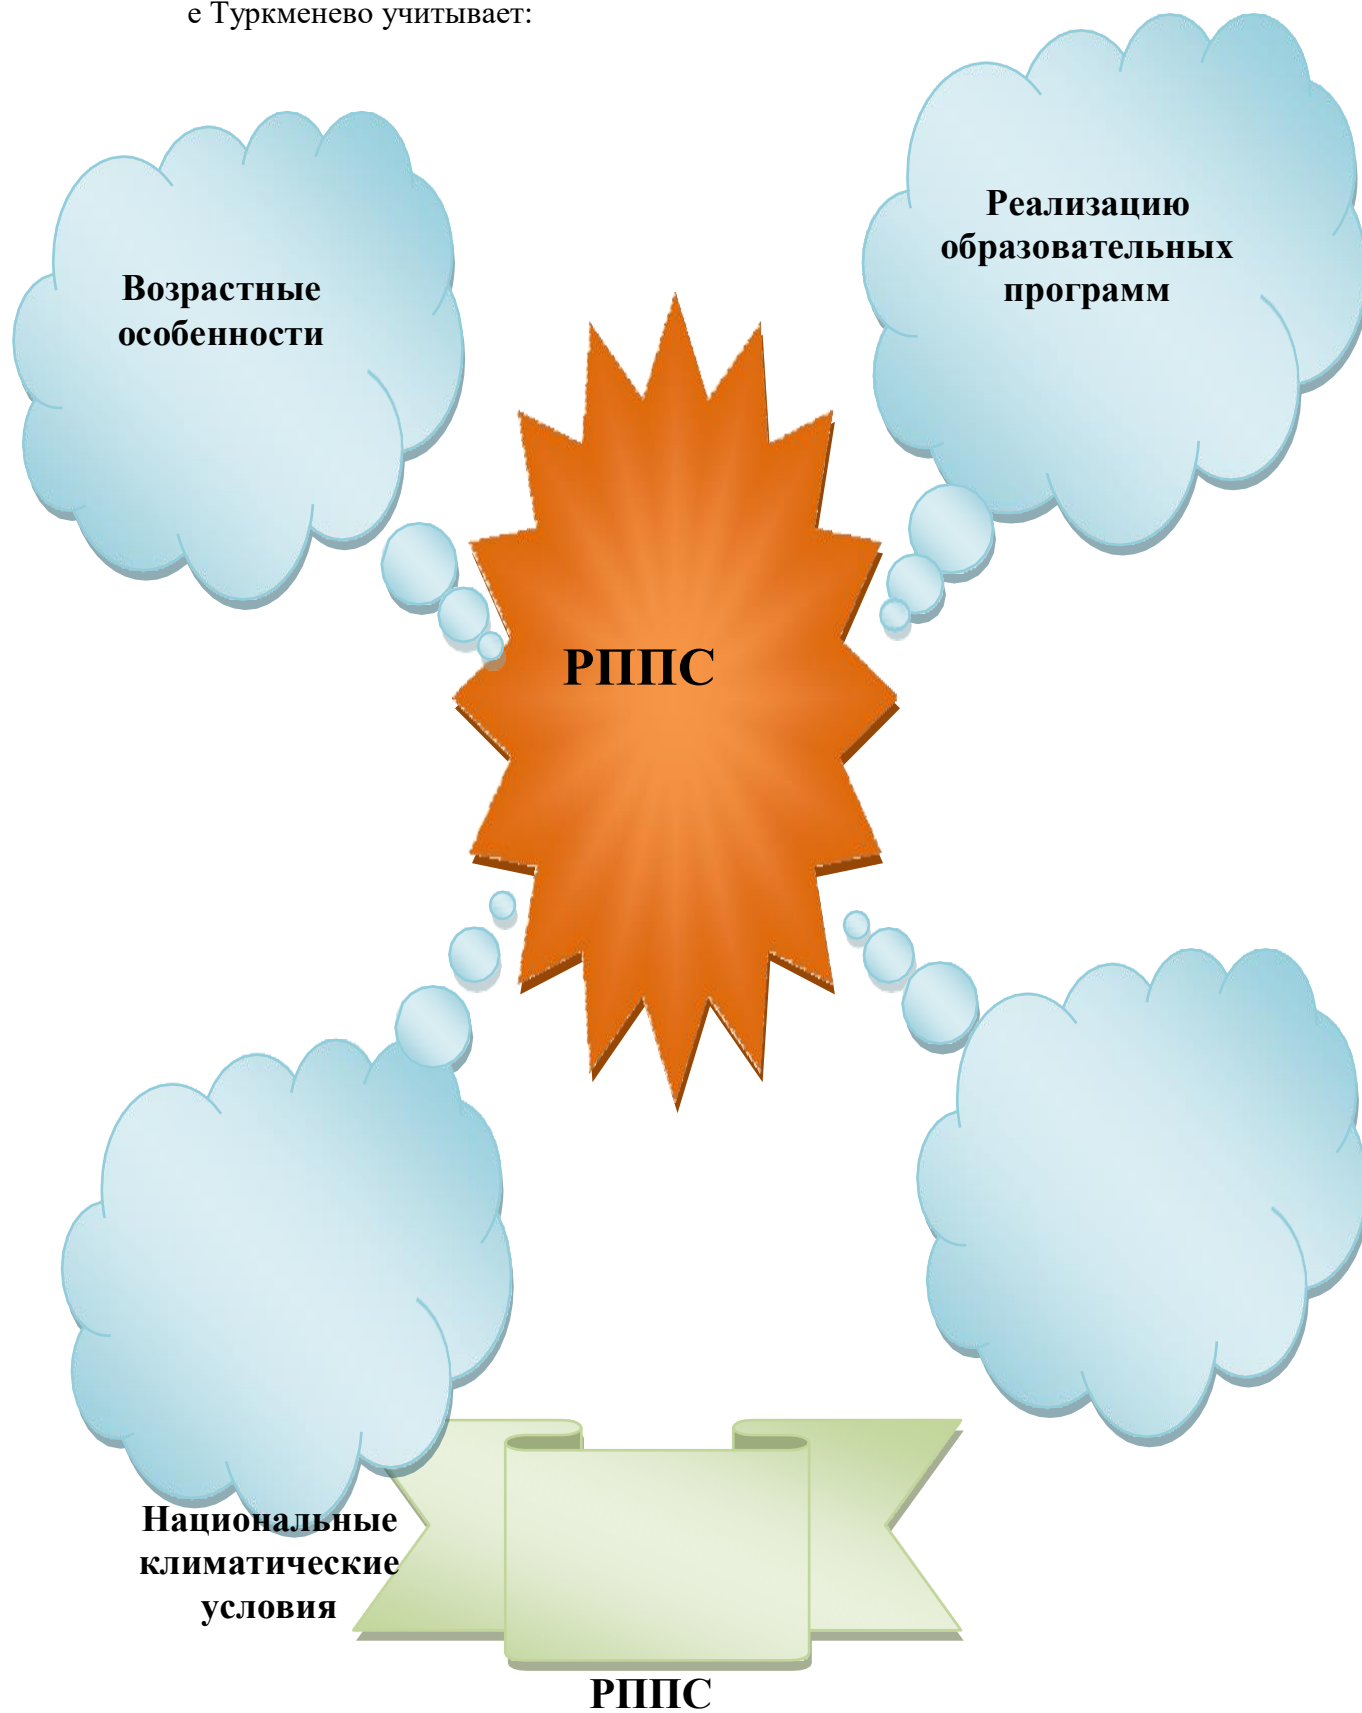 е Туркменево учитывает:
Реализацию
образовательных
программ
Возрастные
особенности
РППС
Национальные
климатические
условия
РППС